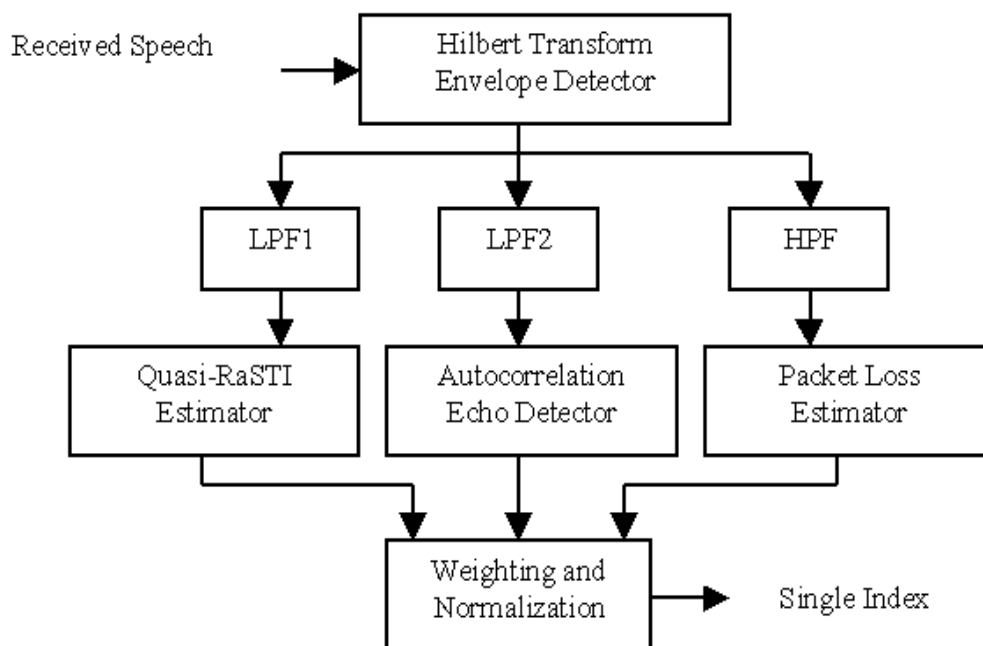 Received Speech
Hilbert Transform
Envelope Detector
LPF1
LPF2
HPF
Quasi-RaSTI
Estimator
Autocorrelation
Echo Detector
Packet Loss
Estimator
Weighting and
Normalization
Single Index